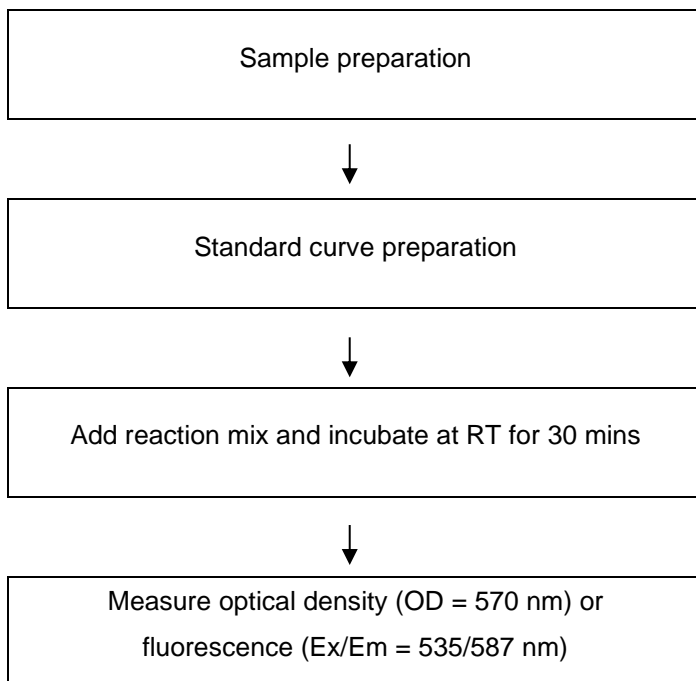 Sample preparation
Standard curve preparation
Add reaction mix and incubate at RT for 30 mins
Measure optical density (OD = 570 nm) or
fluorescence (Ex/Em = 535/587 nm)